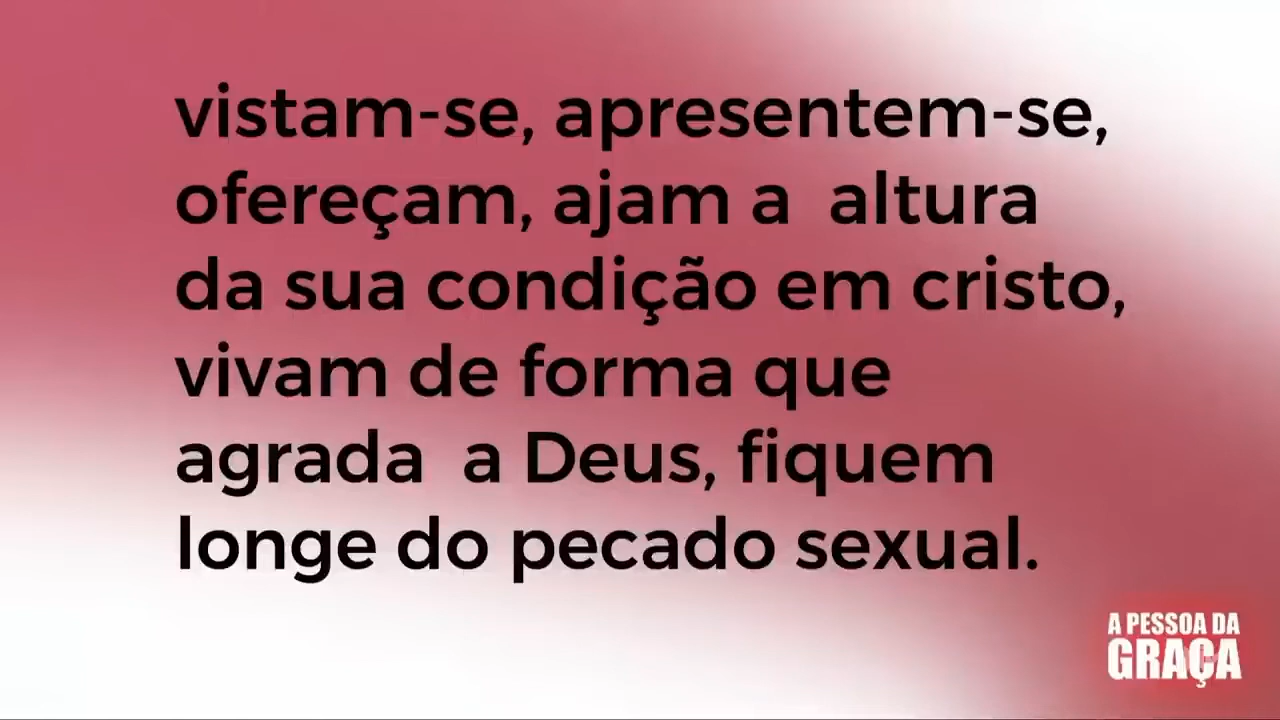 vistam-se, apresentem-se,
ofereçam, ajam a  altura
da sua condição em cristo,
vivam de forma que
agrada  a Deus, fiquem
longe do pecado sexual.
A PESSOA DA
GRAÇA